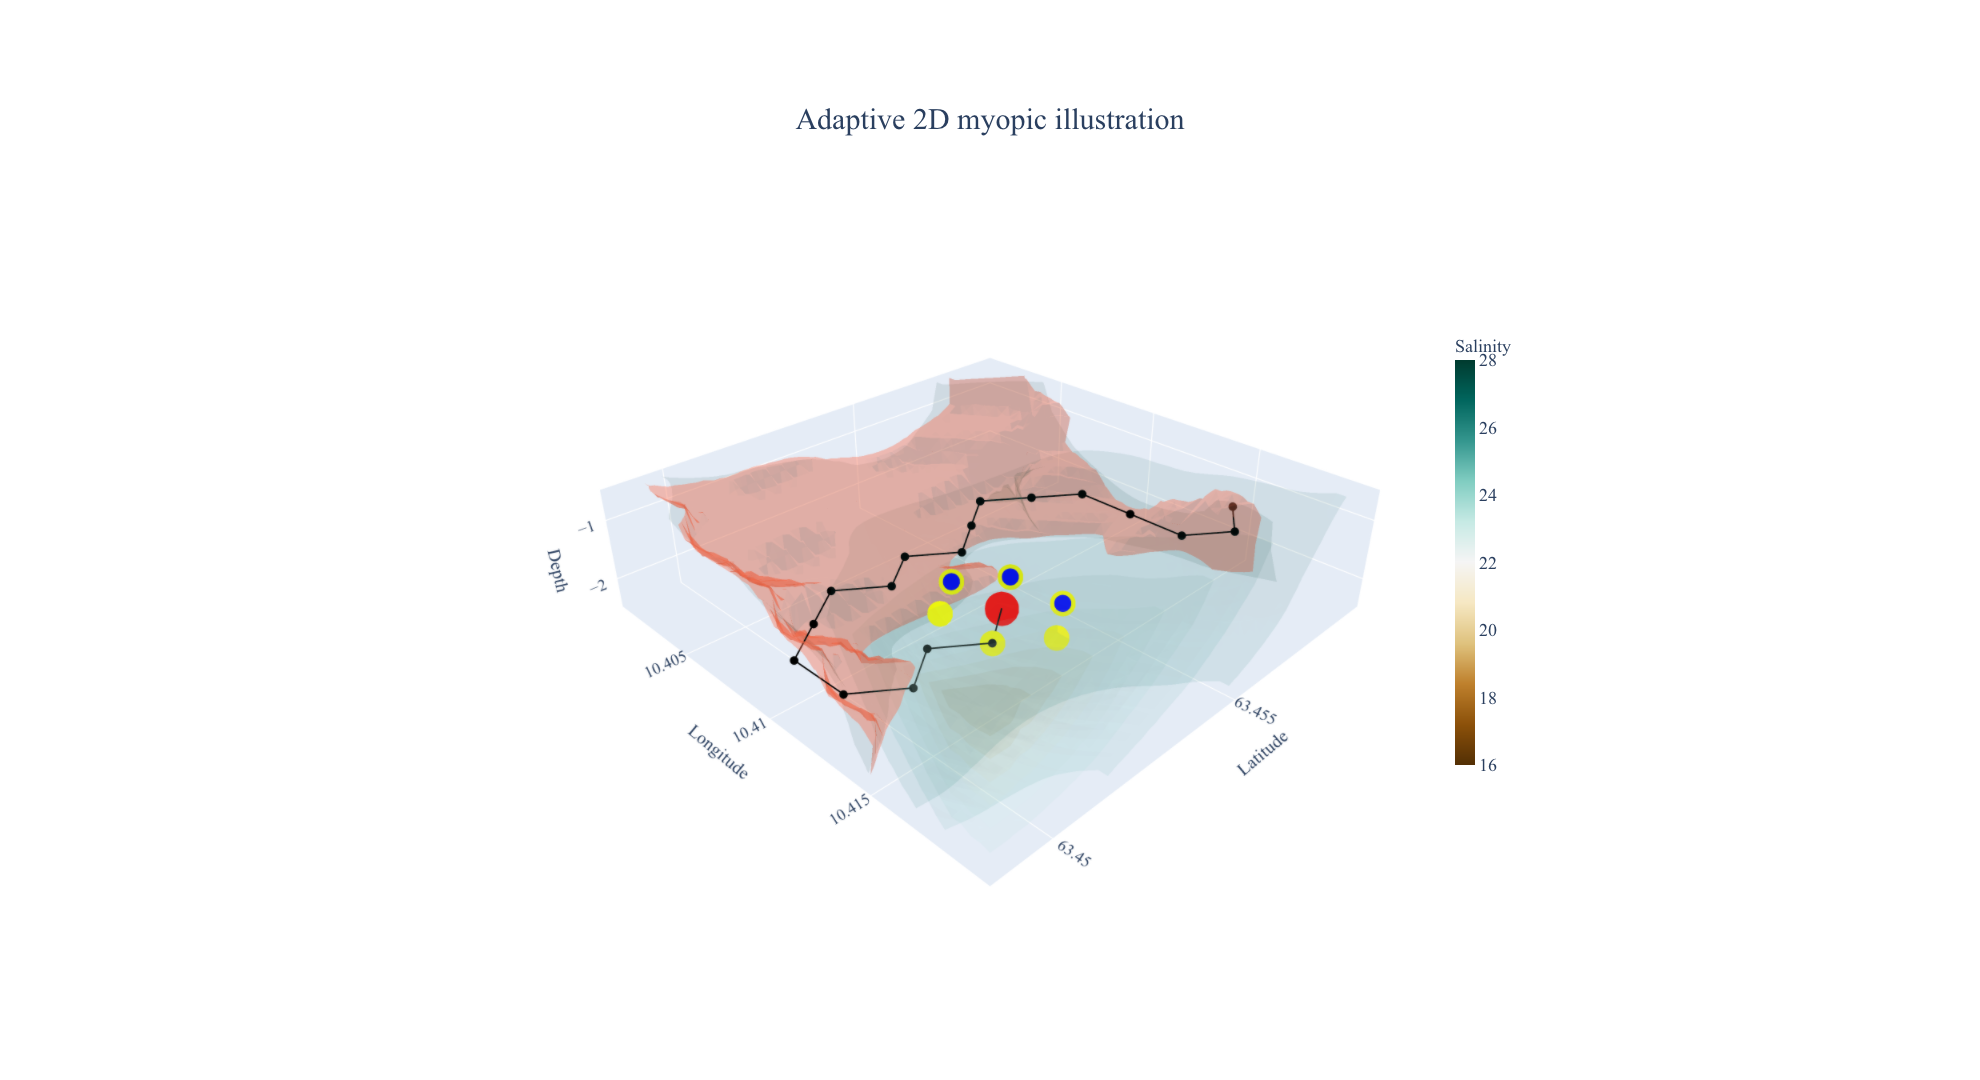 Adaptive 2D myopic illustration
Salinity
28
26
24
22
20
18
16
−1
−2
Depth
10.405
10.41
10.415
Longitude
63.455
63.45
Latitude